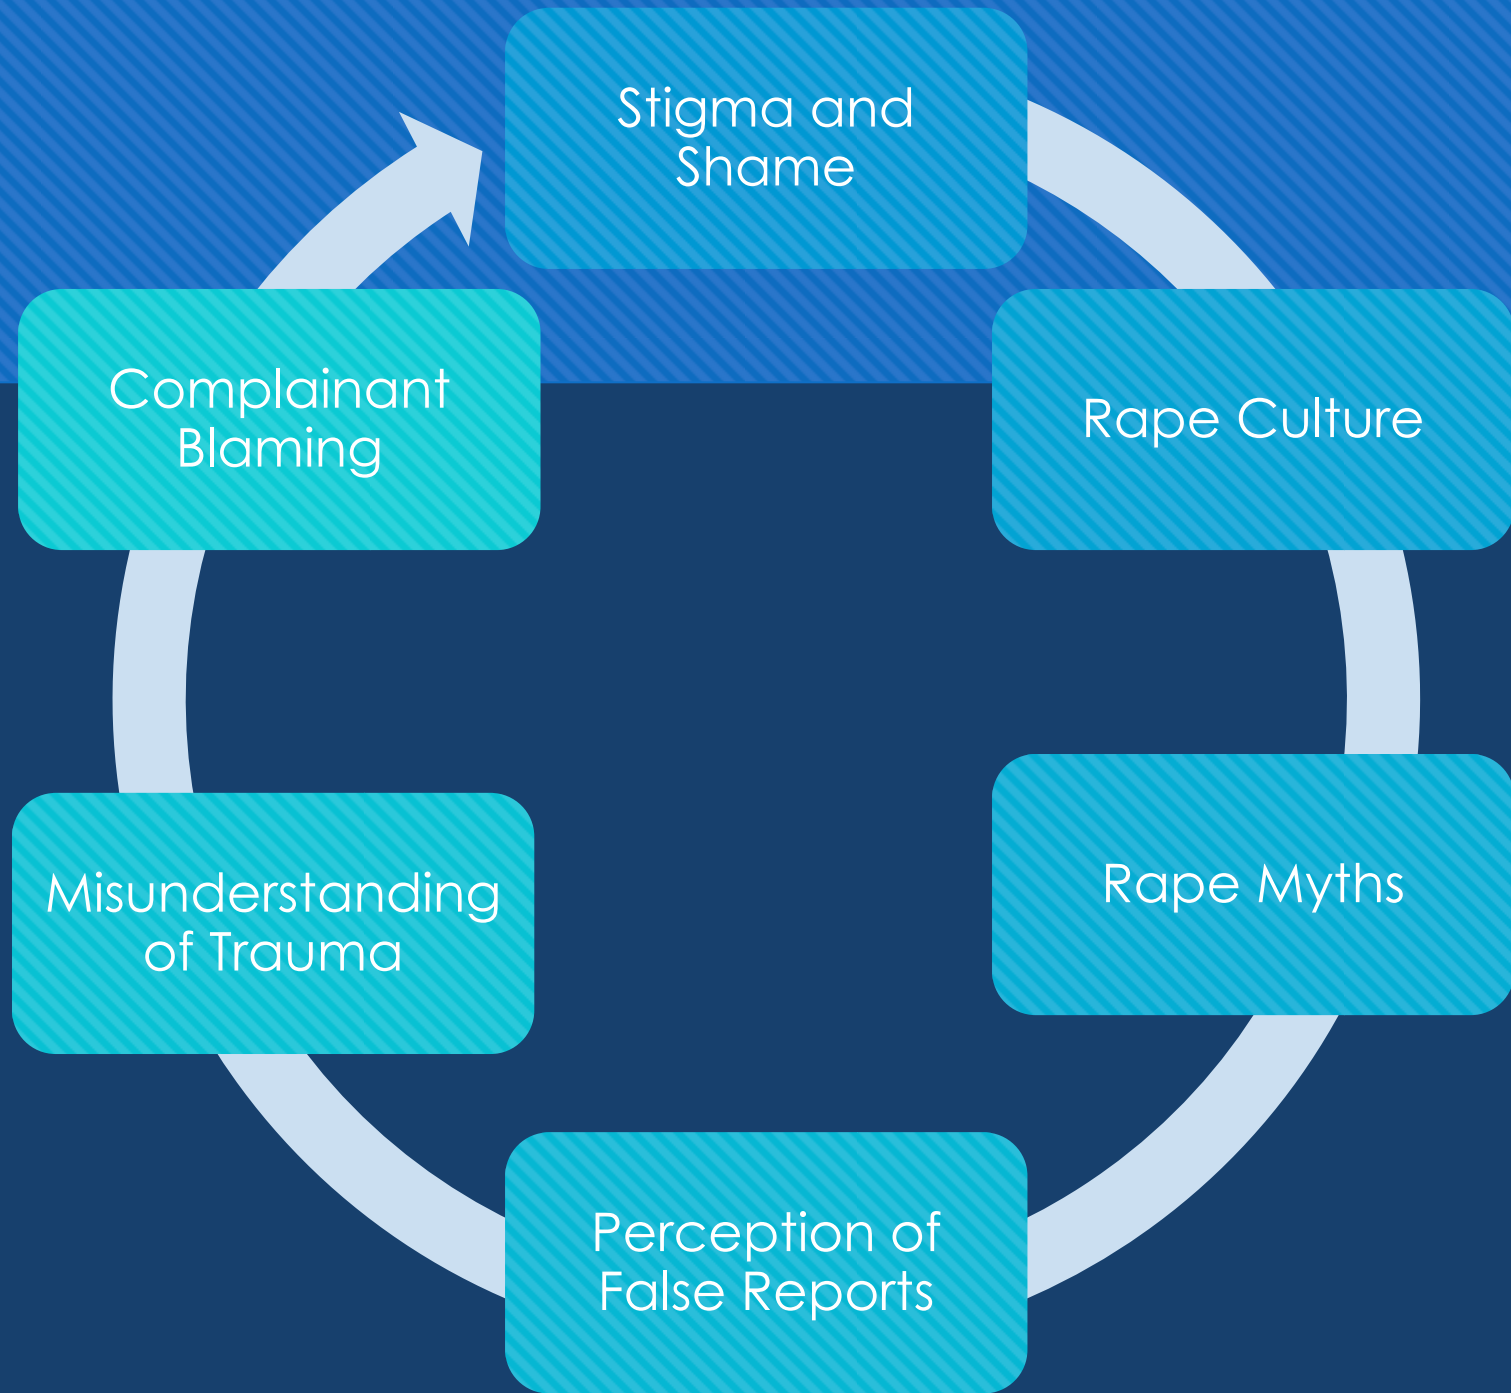 Stigma and
Shame
Rape Culture
Rape Myths
Perception of
False Reports
Misunderstanding
of Trauma
Complainant
Blaming